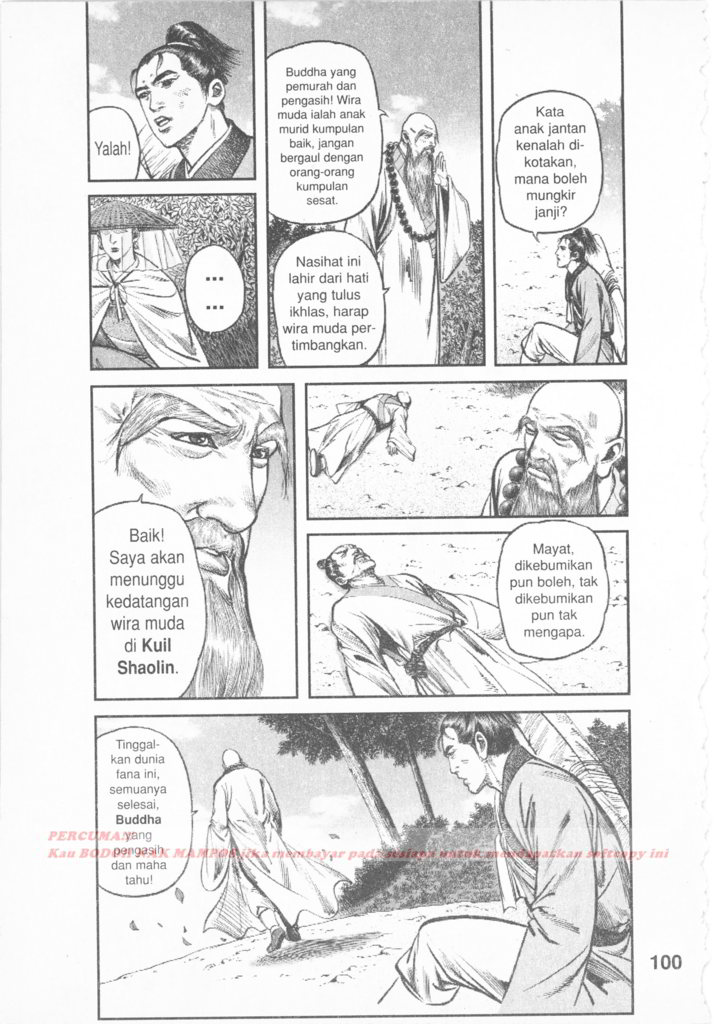 Yalah!
Buddha yang
pemurah dan
pengasih! Wira
muda ialah anak
murid kumpulan
baik, jangan
bergaul dengan
orang-orang
kumpulan
sesat.
Nasihat ini
lahir dari hati
yang tulus
ikhlas, harap
wira muda per-
timbangkan.
Kata
anak jantan
kenalah di-
kotakan,
mana boleh
mungkir
janji?
...
...
Baik!
Saya akan
menunggu
kedatangan
wira muda
di Kuil
Shaolin.
Mayat,
dikebumikan
pun boleh, tak
dikebumikan
pun tak
mengapa.
Tinggal-
kan dunia
fana ini,
semuanya
selesai,
Buddha
yang
pengasih
dan maha
tahu!
PERCUMA!!
Kau BODOH NAK MAMPOS jika membayar pada sesiapa untuk mendapatkan softcopy ini
100